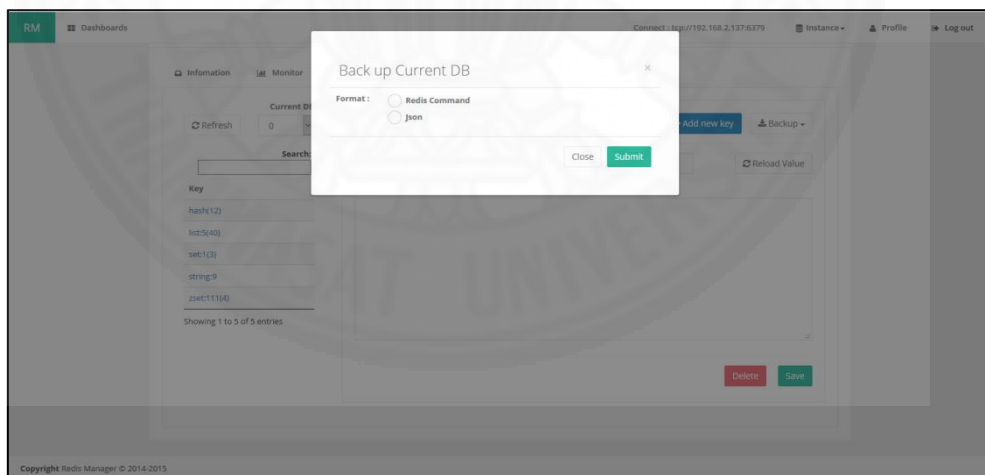 RM Dashboards Connect : tcp://192.168.2.137:6379 Instance Profile Log out
Back up Current DB ×
Infomation Monitor
Format : Redis Command
Json
Current DB
Refresh 0 Add new key Backup
Search:
Close Submit
Reload Value
Key
hash(12)
list:5(40)
set:1(3)
string:9
zset:111(4)
Showing 1 to 5 of 5 entries
Delete Save
Copyright Redis Manager © 2014-2015